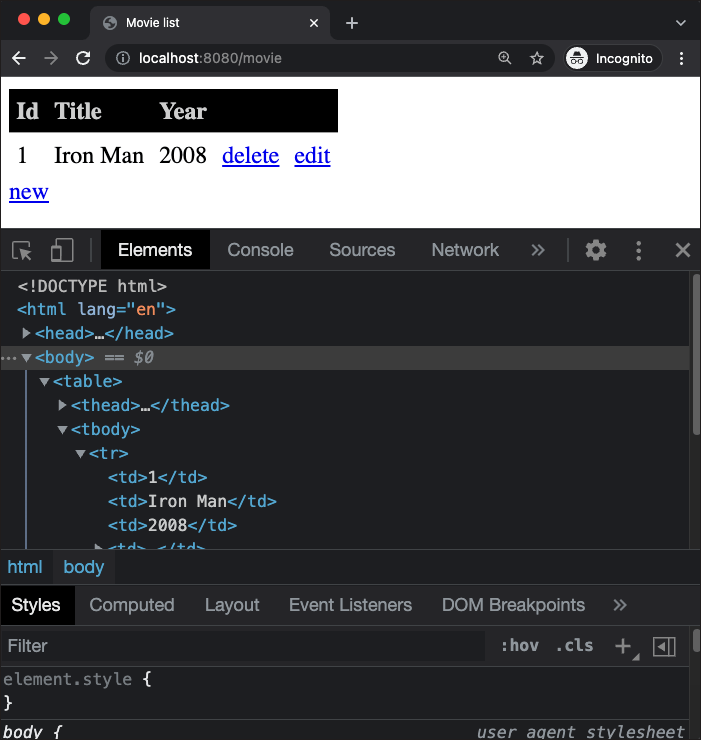 Movie list
localhost:8080/movie
Incognito
Id Title Year
1 Iron Man 2008 delete edit
new
Elements Console Sources Network »
<!DOCTYPE html>
<html lang="en">
<head>…</head>
…<body> == $0
<table>
<thead>…</thead>
<tbody>
<tr>
<td>1</td>
<td>Iron Man</td>
<td>2008</td>
<td>…</td>
html body
Styles Computed Layout Event Listeners DOM Breakpoints »
Filter :hov .cls +
element.style {
}
body { user agent stylesheet